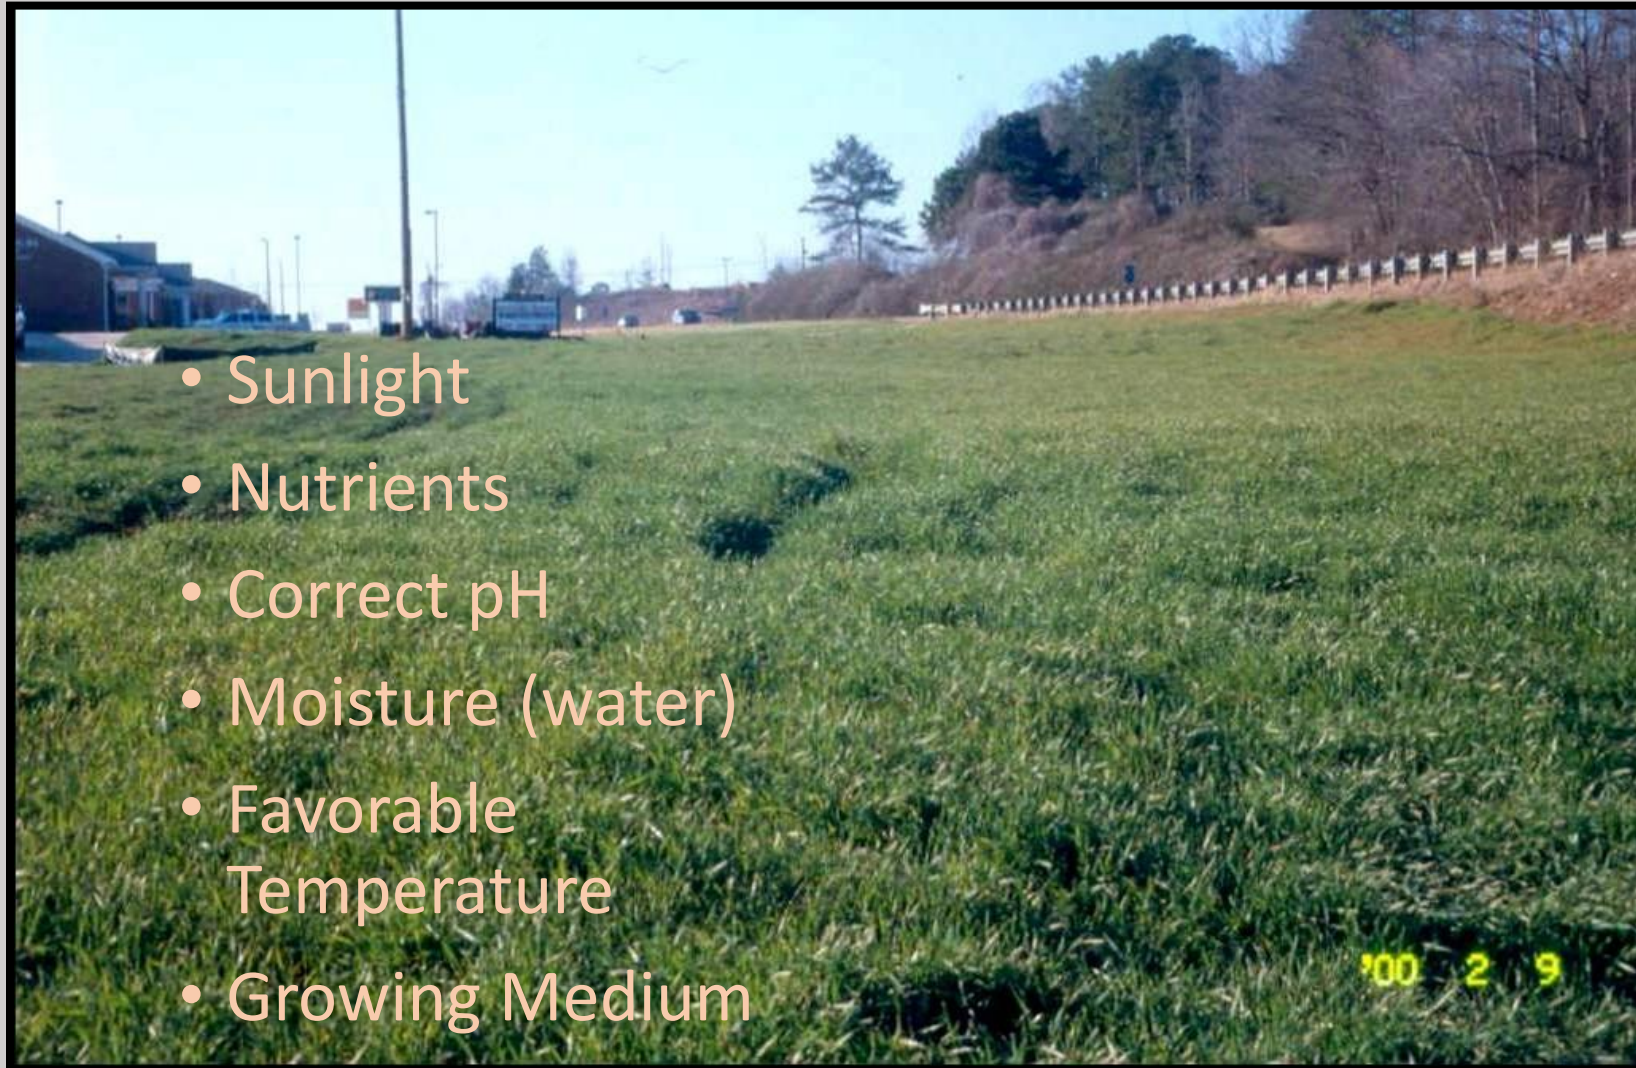 • Sunlight
• Nutrients
• Correct pH
• Moisture (water)
• Favorable
Temperature
• Growing Medium
'00 2 9